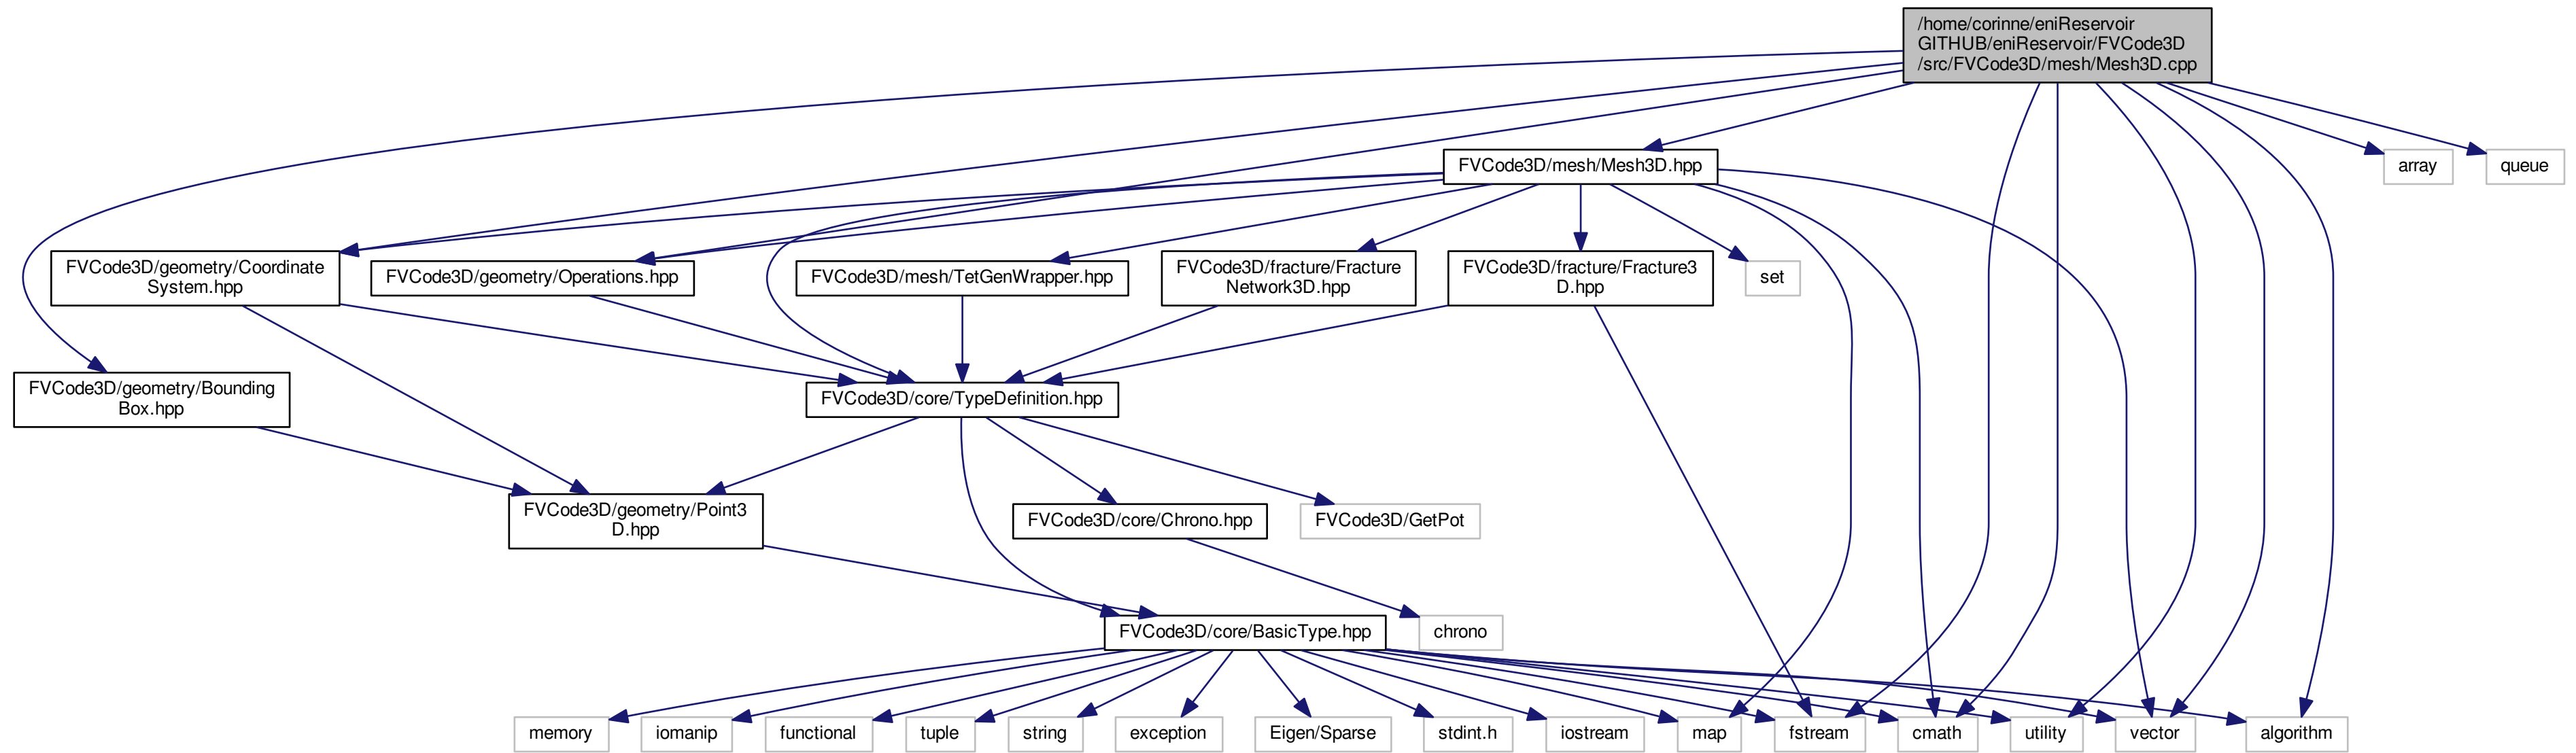 /home/corinne/eniReservoir
GITHUB/eniReservoir/FVCode3D
/src/FVCode3D/mesh/Mesh3D.cpp
FVCode3D/mesh/Mesh3D.hpp
array
queue
FVCode3D/geometry/Coordinate
System.hpp
FVCode3D/geometry/Operations.hpp
FVCode3D/mesh/TetGenWrapper.hpp
FVCode3D/fracture/Fracture
Network3D.hpp
FVCode3D/fracture/Fracture3
D.hpp
set
FVCode3D/geometry/Bounding
Box.hpp
FVCode3D/core/TypeDefinition.hpp
FVCode3D/geometry/Point3
D.hpp
FVCode3D/core/Chrono.hpp
FVCode3D/GetPot
FVCode3D/core/BasicType.hpp
chrono
memory
iomanip
functional
tuple
string
exception
Eigen/Sparse
stdint.h
iostream
map
fstream
cmath
utility
vector
algorithm